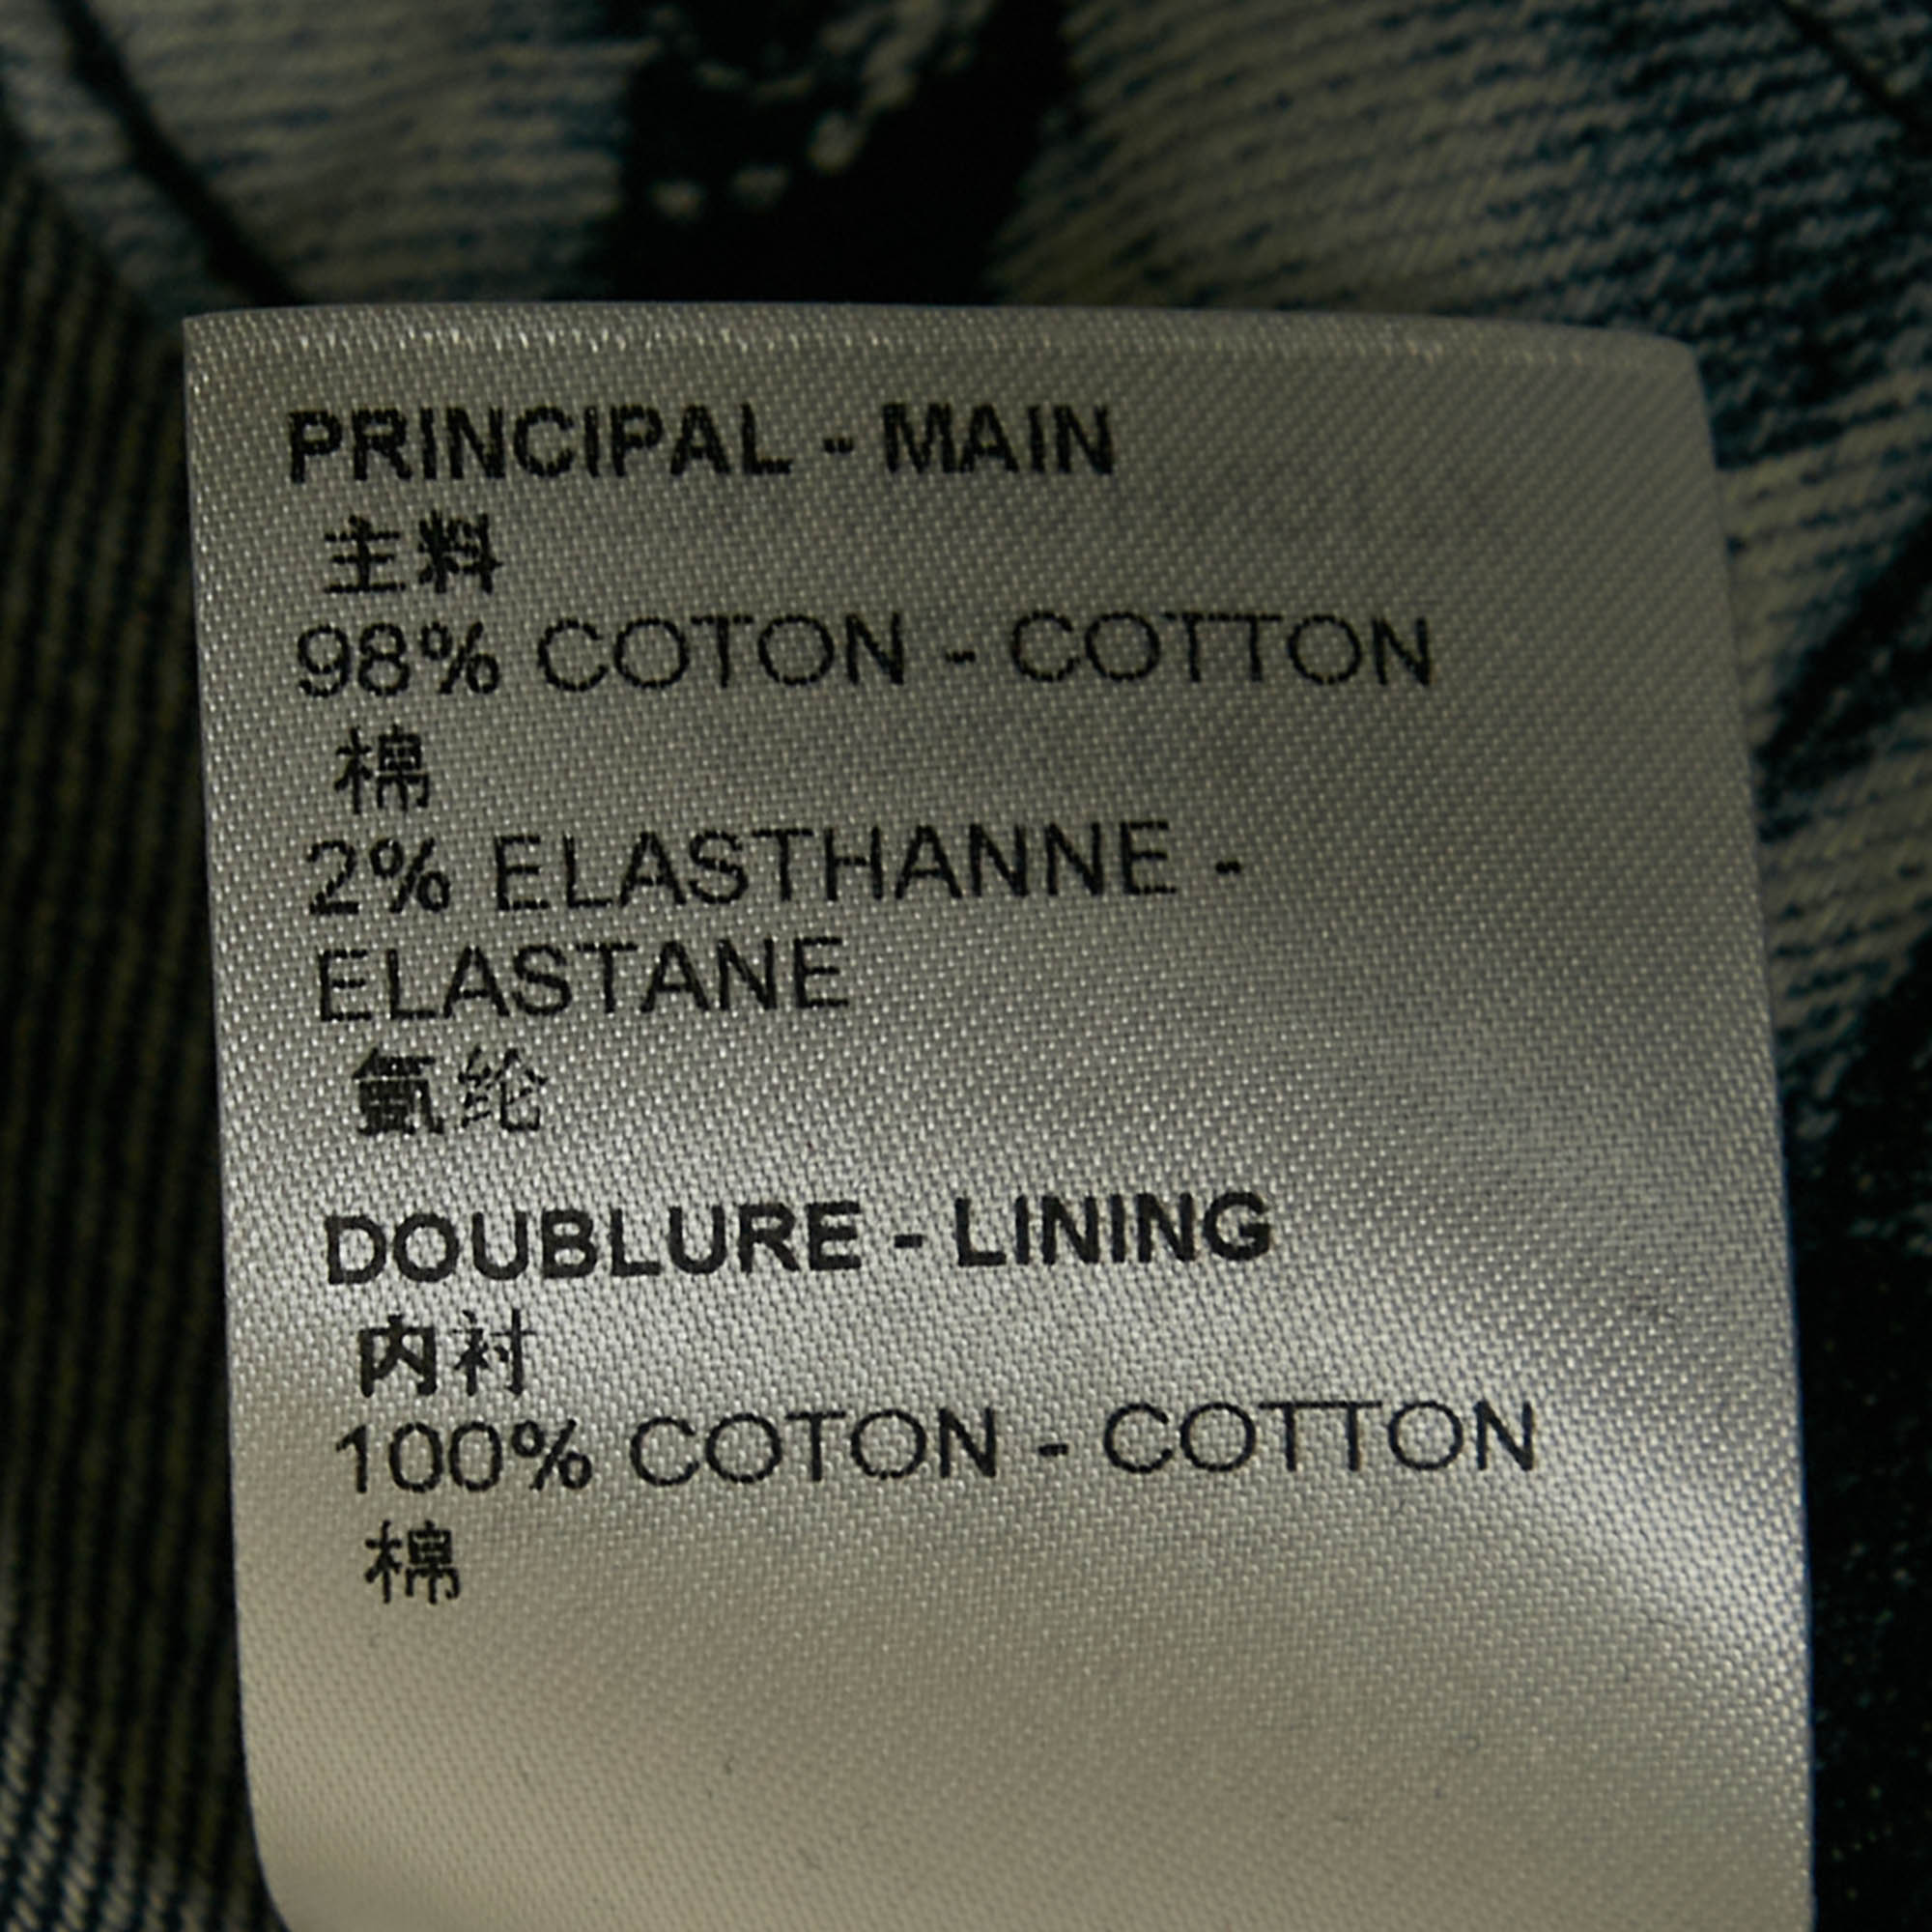 PRINCIPAL - MAIN
主料
98% COTON - COTTON
棉
2% ELASTHANNE -
ELASTANE
氨纶
DOUBLURE - LINING
内衬
100% COTON - COTTON
棉